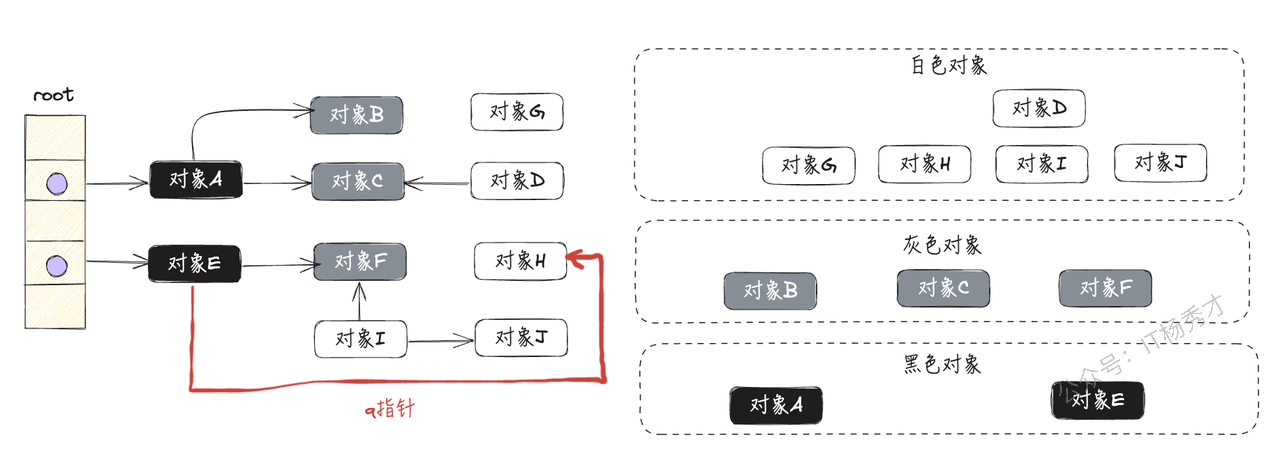 root
对象A
对象B
对象C
对象G
对象D
对象E
对象F
对象H
对象I
对象J
q指针
白色对象
对象D
对象G
对象H
对象I
对象J
灰色对象
对象B
对象C
对象F
黑色对象
对象A
对象E
公众号：IT杨秀才